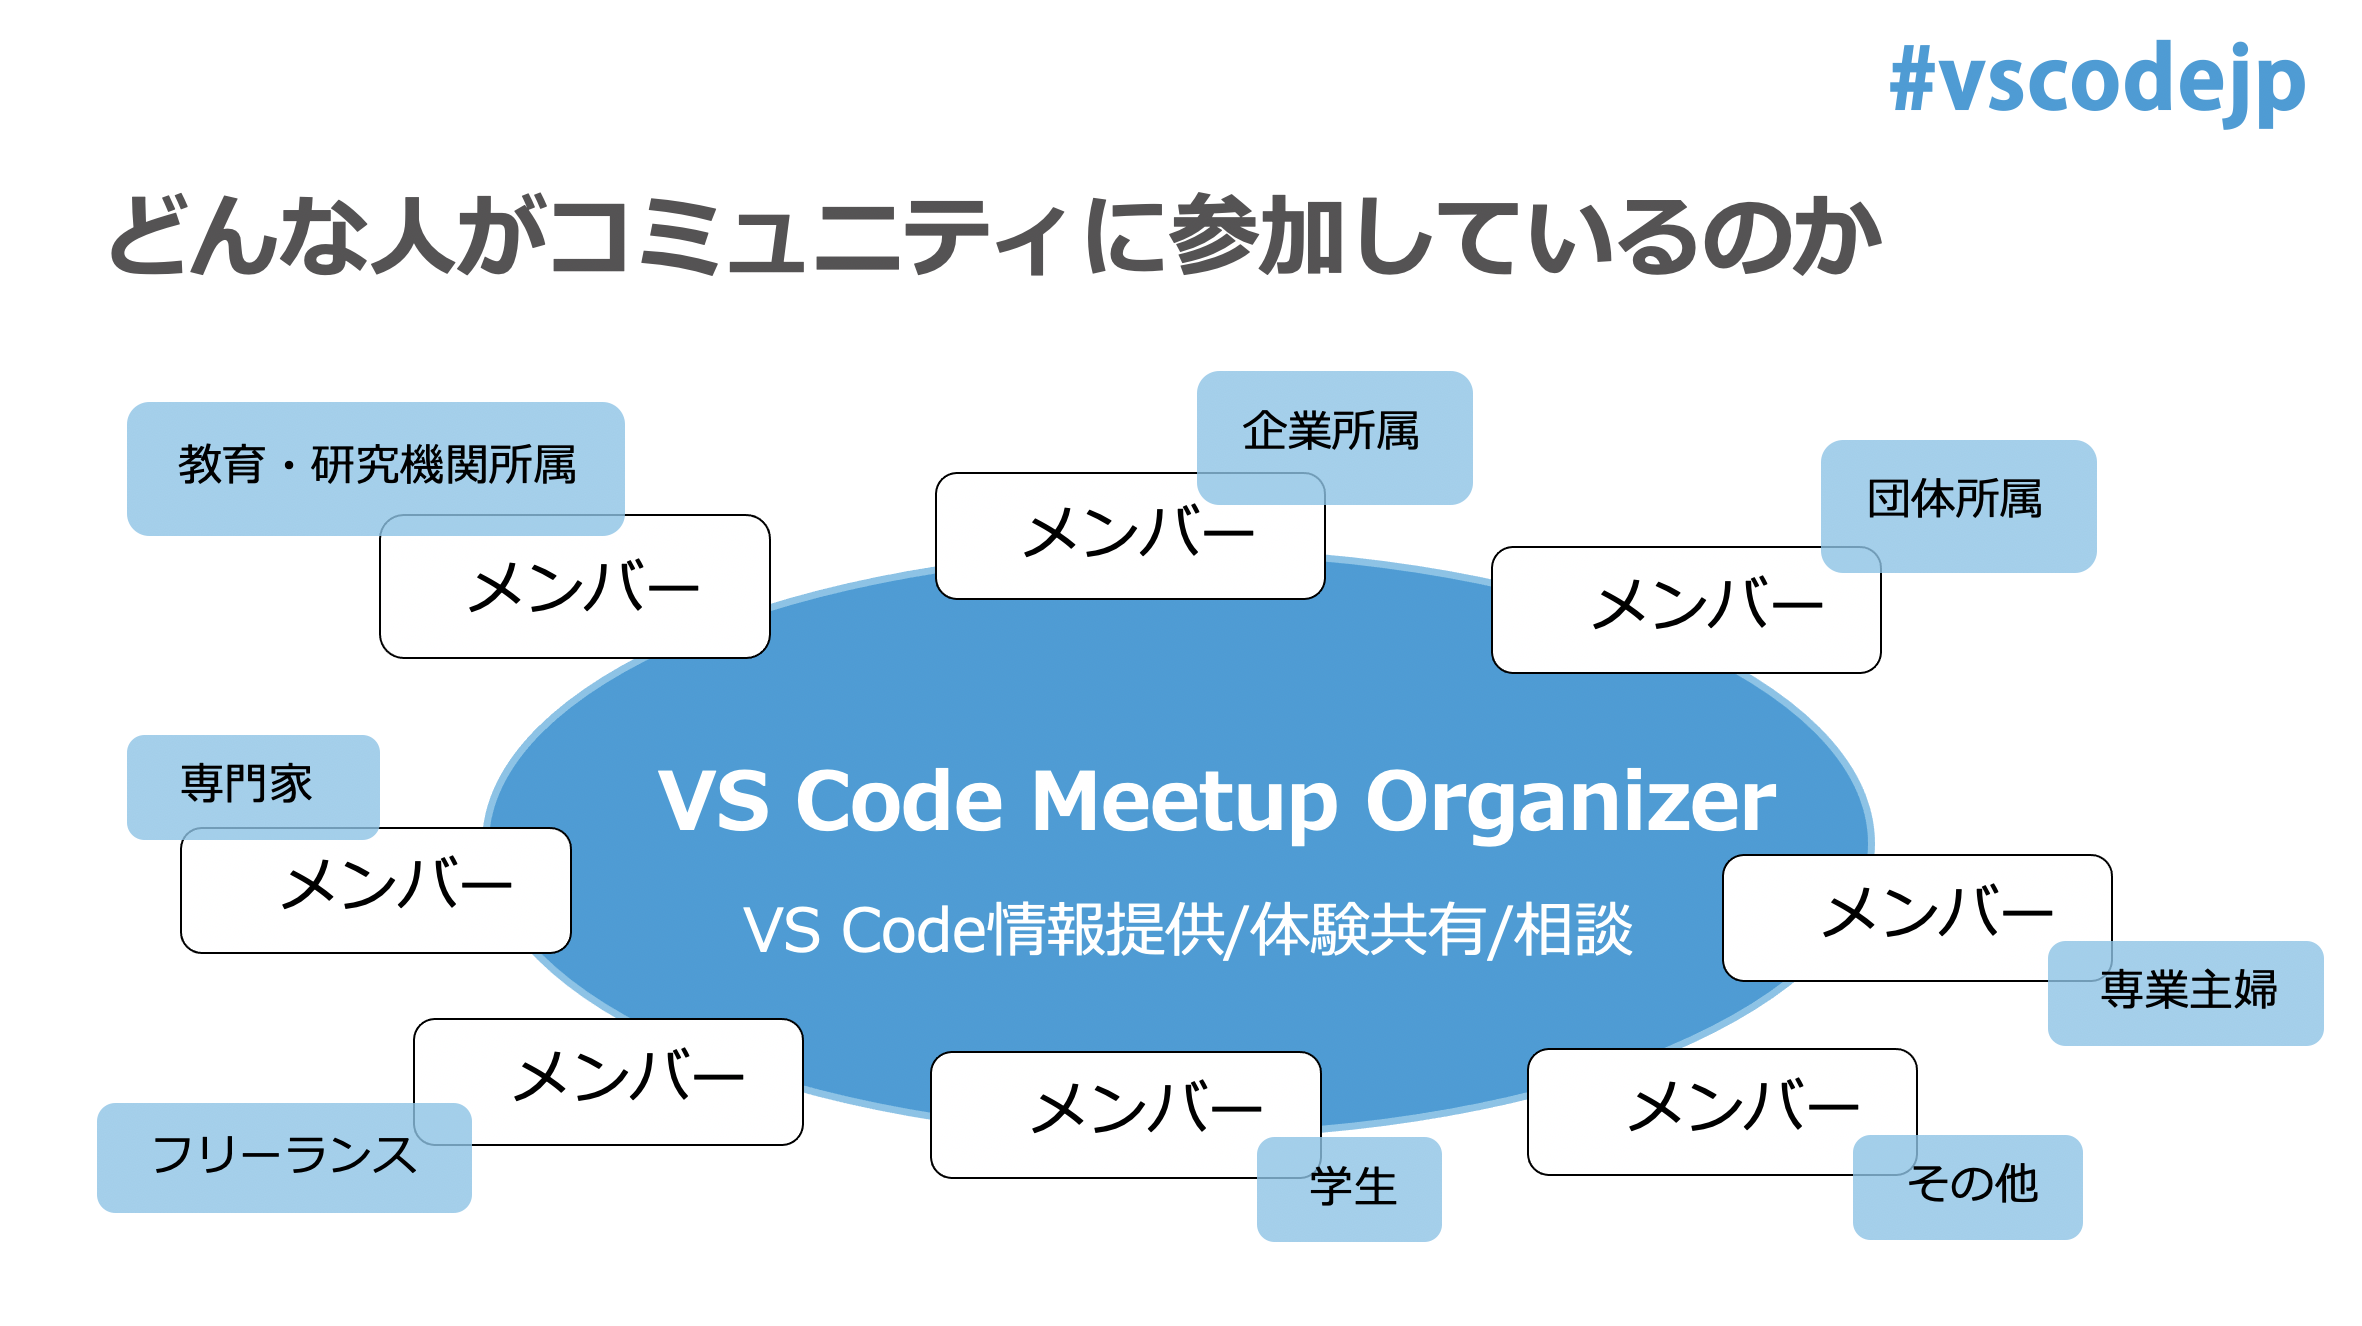 #vscodejp
どんな人がコミュニティに参加しているのか
教育・研究機関所属
メンバー
企業所属
メンバー
団体所属
メンバー
専門家
メンバー
VS Code Meetup Organizer
VS Code情報提供/体験共有/相談
メンバー
専業主婦
メンバー
フリーランス
メンバー
学生
メンバー
その他